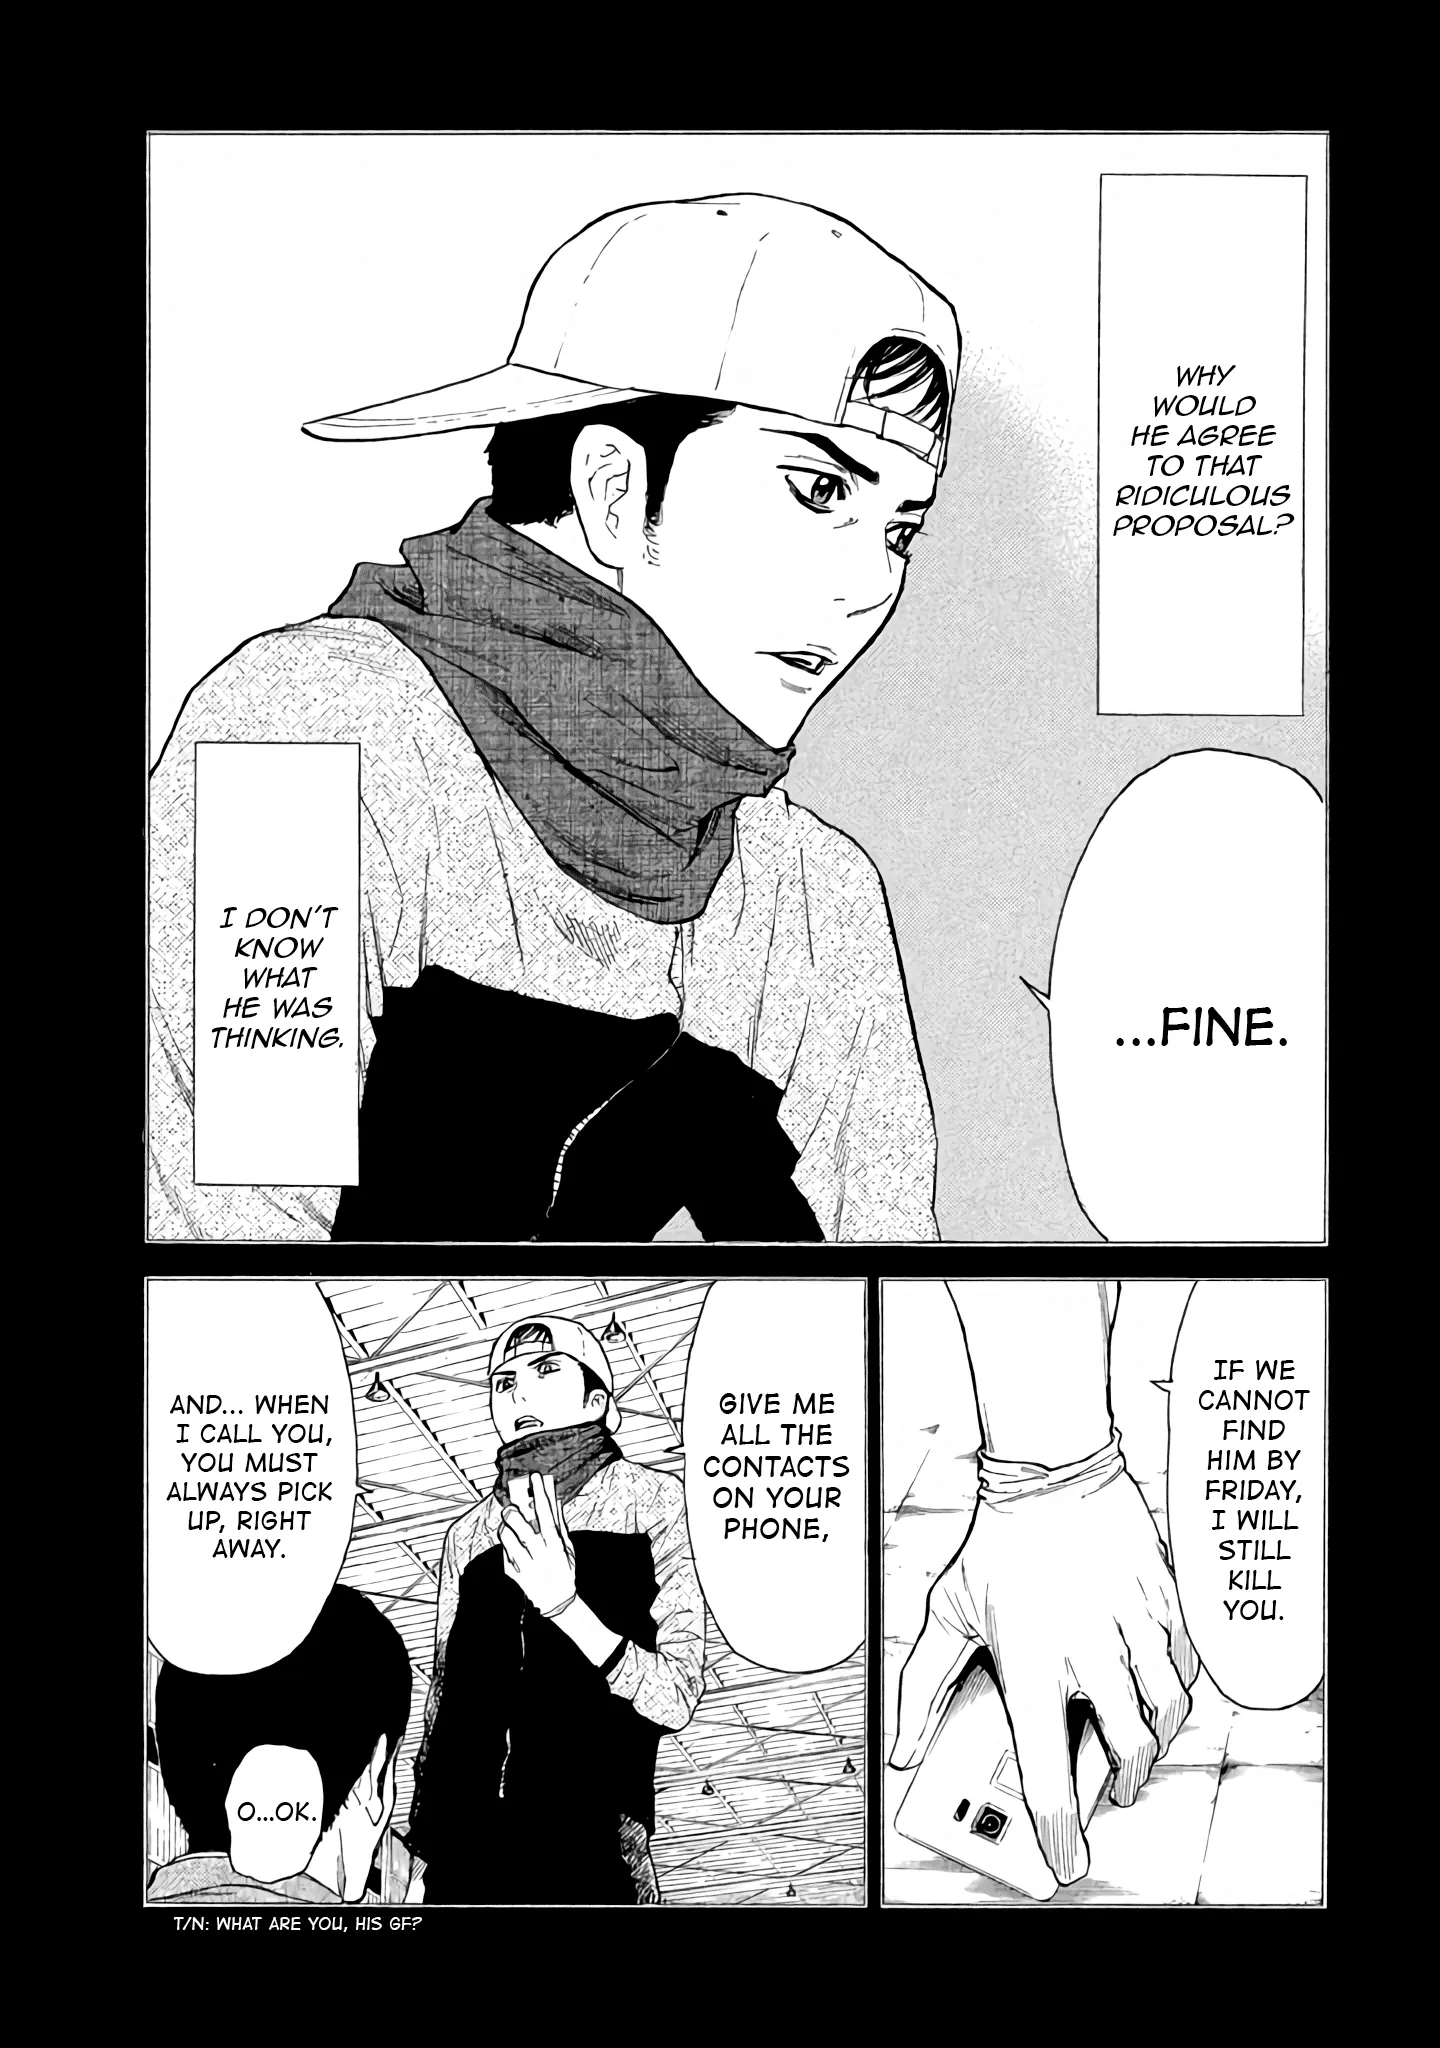 WHY
WOULD
HE AGREE
TO THAT
RIDICULOUS
PROPOSAL?
...FINE.
I DON'T
KNOW
WHAT
HE WAS
THINKING.
IF WE
CANNOT
FIND
HIM BY
FRIDAY,
I WILL
STILL
KILL
YOU.
GIVE ME
ALL THE
CONTACTS
ON YOUR
PHONE,
AND... WHEN
I CALL YOU,
YOU MUST
ALWAYS PICK
UP, RIGHT
AWAY.
O...OK.
T/N: WHAT ARE YOU, HIS GF?